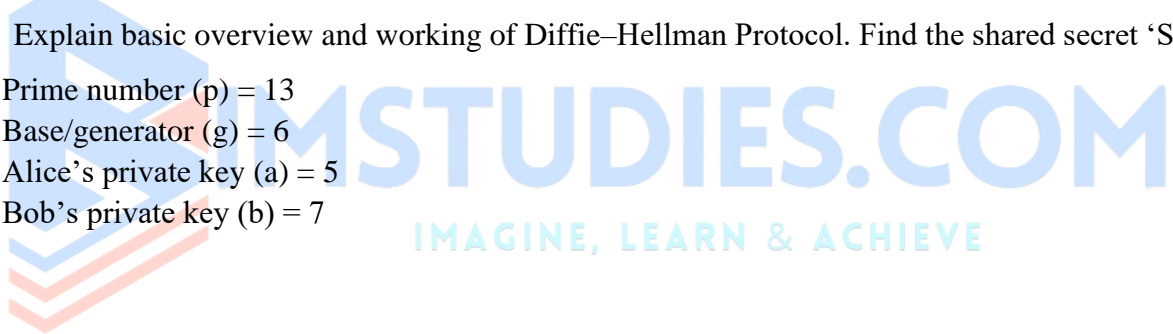 Explain basic overview and working of Diffie–Hellman Protocol. Find the shared secret ‘S
Prime number (p) = 13
Base/generator (g) = 6
Alice’s private key (a) = 5
Bob’s private key (b) = 7
IMSTUDIES.COM
IMAGINE, LEARN & ACHIEVE